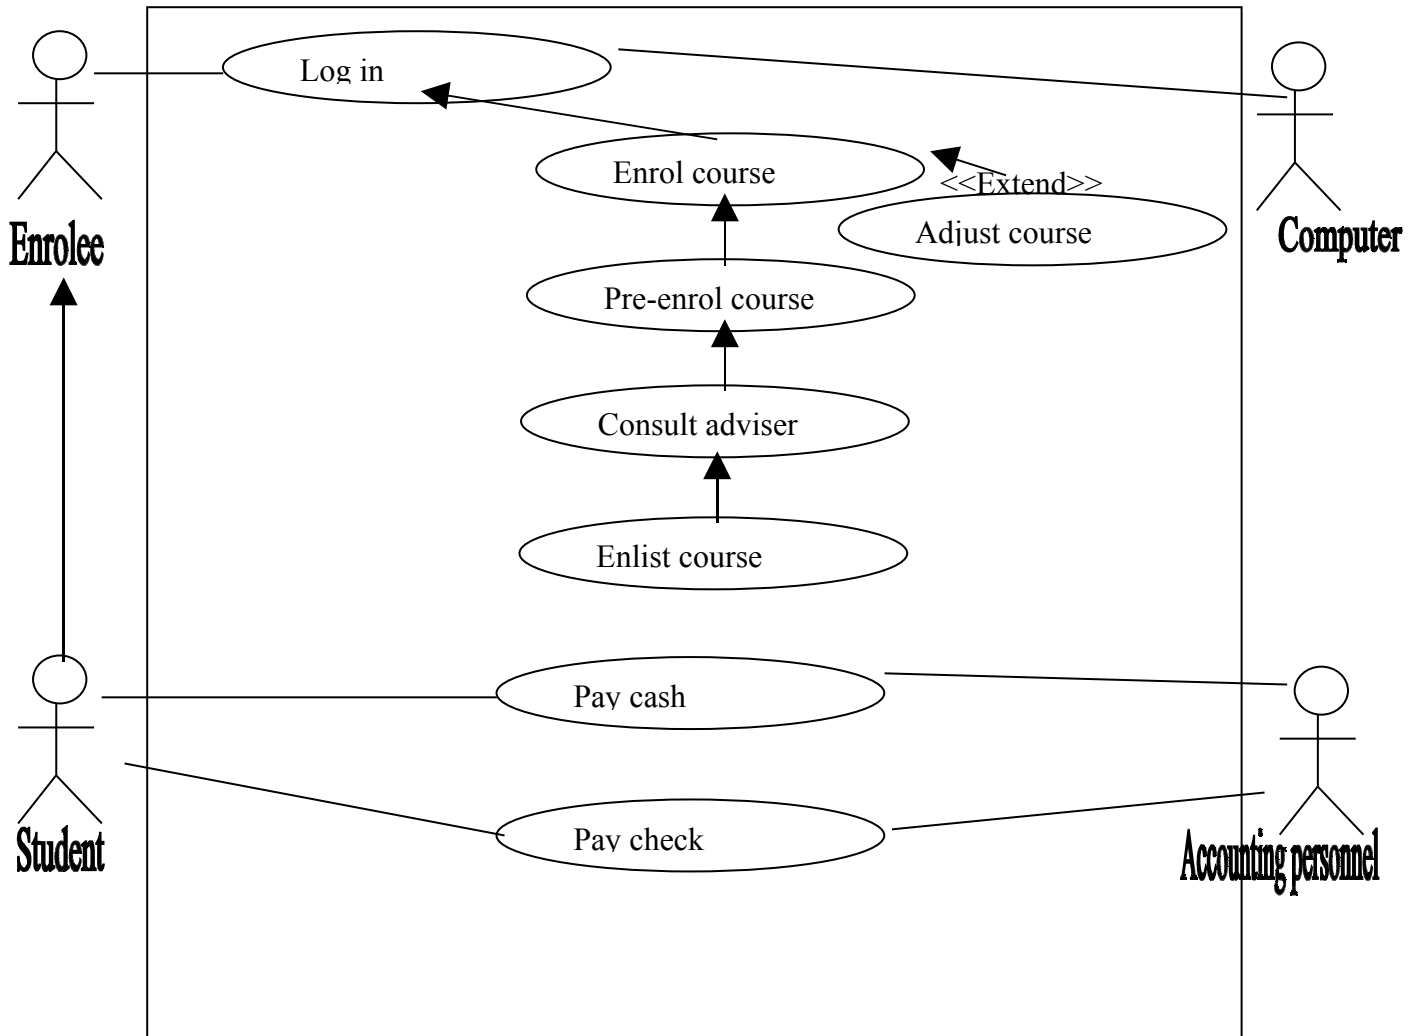 Log in
Enrol course
<<Extend>>
Adjust course
Enrolee
Computer
Pre-enrol course
Consult adviser
Enlist course
Pay cash
Pay check
Student
Accounting personnel